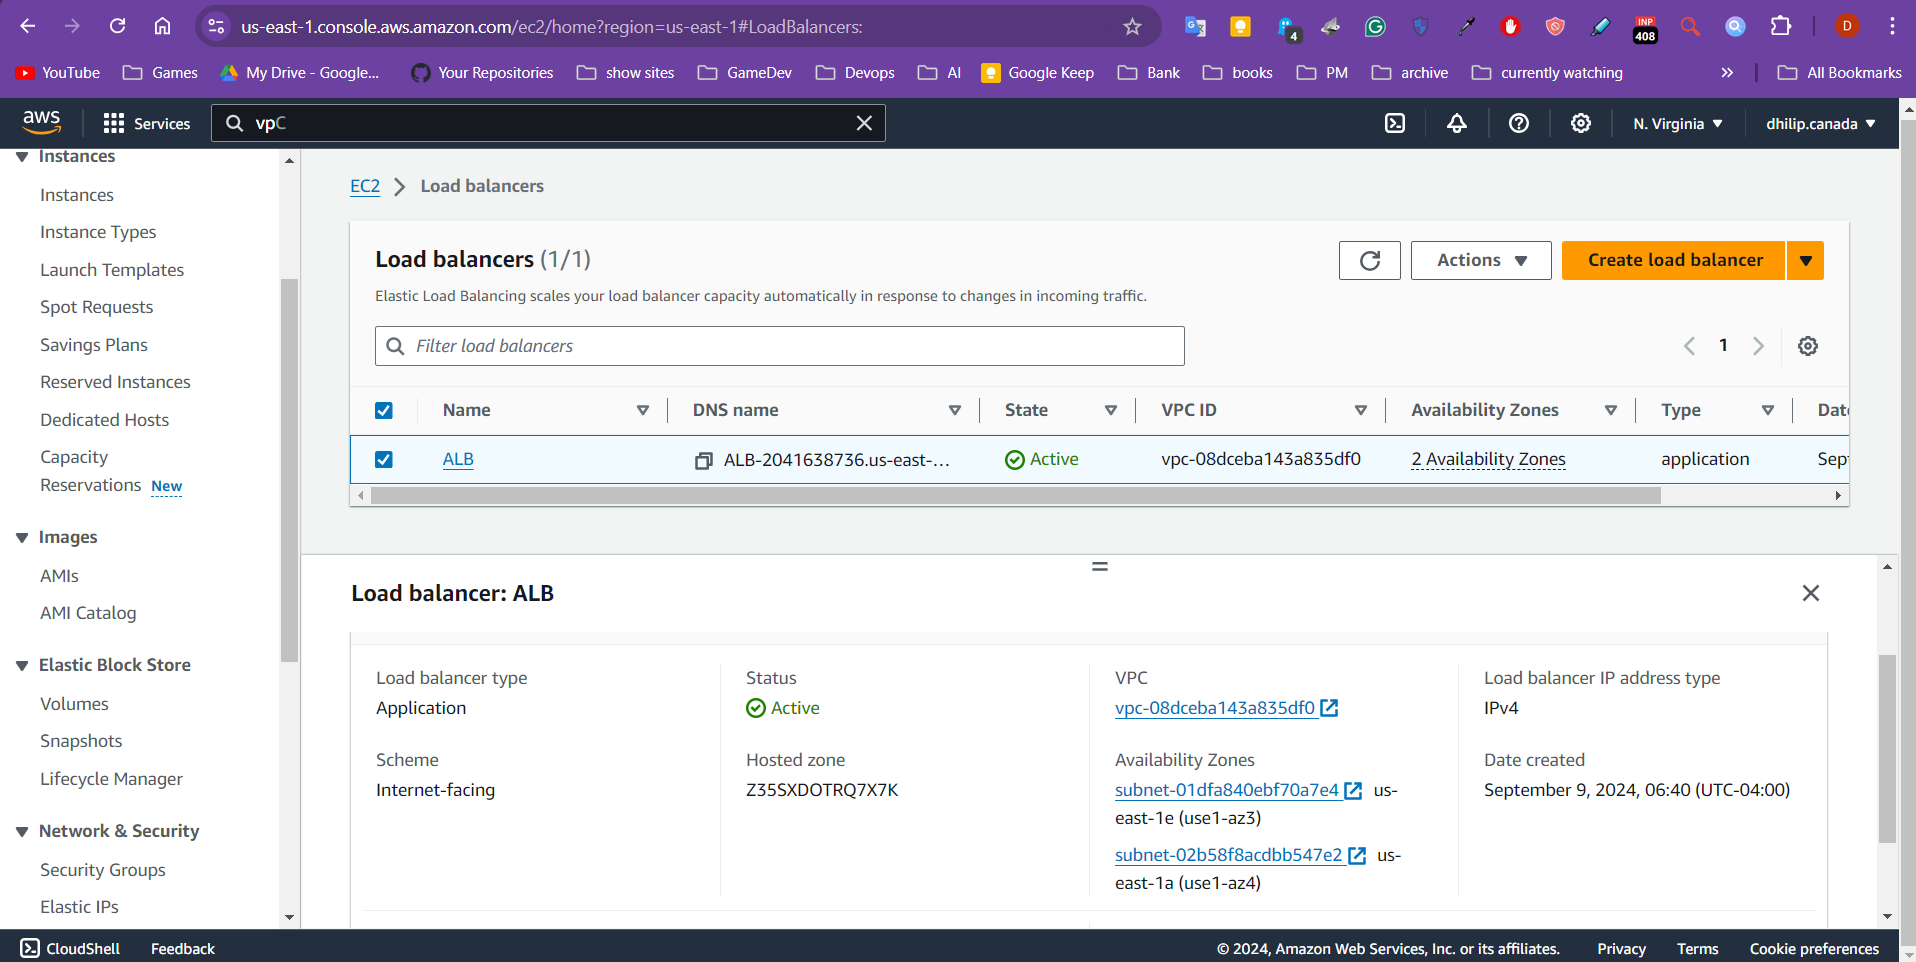 us-east-1.console.aws.amazon.com/ec2/home?region=us-east-1#LoadBalancers:
4
INP
408
D
YouTube Games My Drive - Google... Your Repositories show sites GameDev Devops AI Google Keep Bank books PM archive currently watching » All Bookmarks
aws Services vpC N. Virginia dhilip.canada
Instances
Instances
Instance Types
Launch Templates
Spot Requests
Savings Plans
Reserved Instances
Dedicated Hosts
Capacity
Reservations New
Images
AMIs
AMI Catalog
Elastic Block Store
Volumes
Snapshots
Lifecycle Manager
Network & Security
Security Groups
Elastic IPs
EC2 Load balancers
Load balancers (1/1)
Actions Create load balancer
Elastic Load Balancing scales your load balancer capacity automatically in response to changes in incoming traffic.
Filter load balancers
1
Name DNS name State VPC ID Availability Zones Type Date
ALB ALB-2041638736.us-east-... Active vpc-08dceba143a835df0 2 Availability Zones application Sept
Load balancer: ALB
Load balancer type
Application
Status
Active
VPC
vpc-08dceba143a835df0
Load balancer IP address type
IPv4
Scheme
Internet-facing
Hosted zone
Z35SXDOTRQ7X7K
Availability Zones
subnet-01dfa840ebf70a7e4 us-
east-1e (use1-az3)
subnet-02b58f8acdbb547e2 us-
east-1a (use1-az4)
Date created
September 9, 2024, 06:40 (UTC-04:00)
CloudShell Feedback © 2024, Amazon Web Services, Inc. or its affiliates. Privacy Terms Cookie preferences